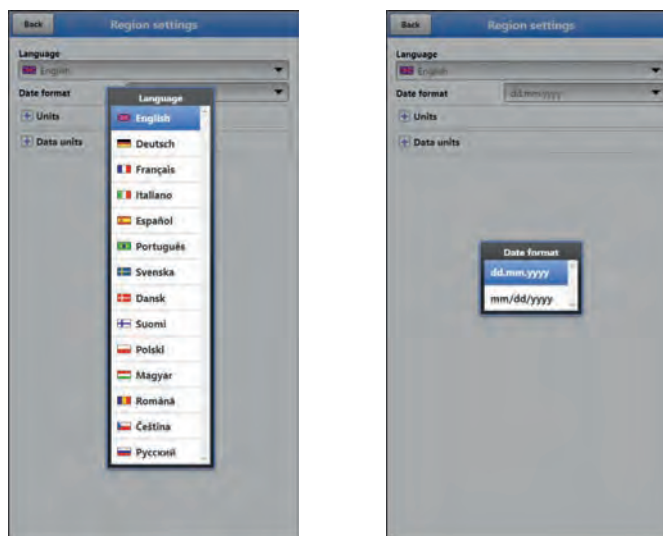 Back
Region settings
Language
English
Date format
Units
Data units
Language
English
Deutsch
Français
Italiano
Español
Português
Svenska
Dansk
Suomi
Polski
Magyar
Română
Čeština
Русский
Back
Region settings
Language
English
Date format
dd.mm.yyyy
Units
Data units
Date format
dd.mm.yyyy
mm/dd/yyyy